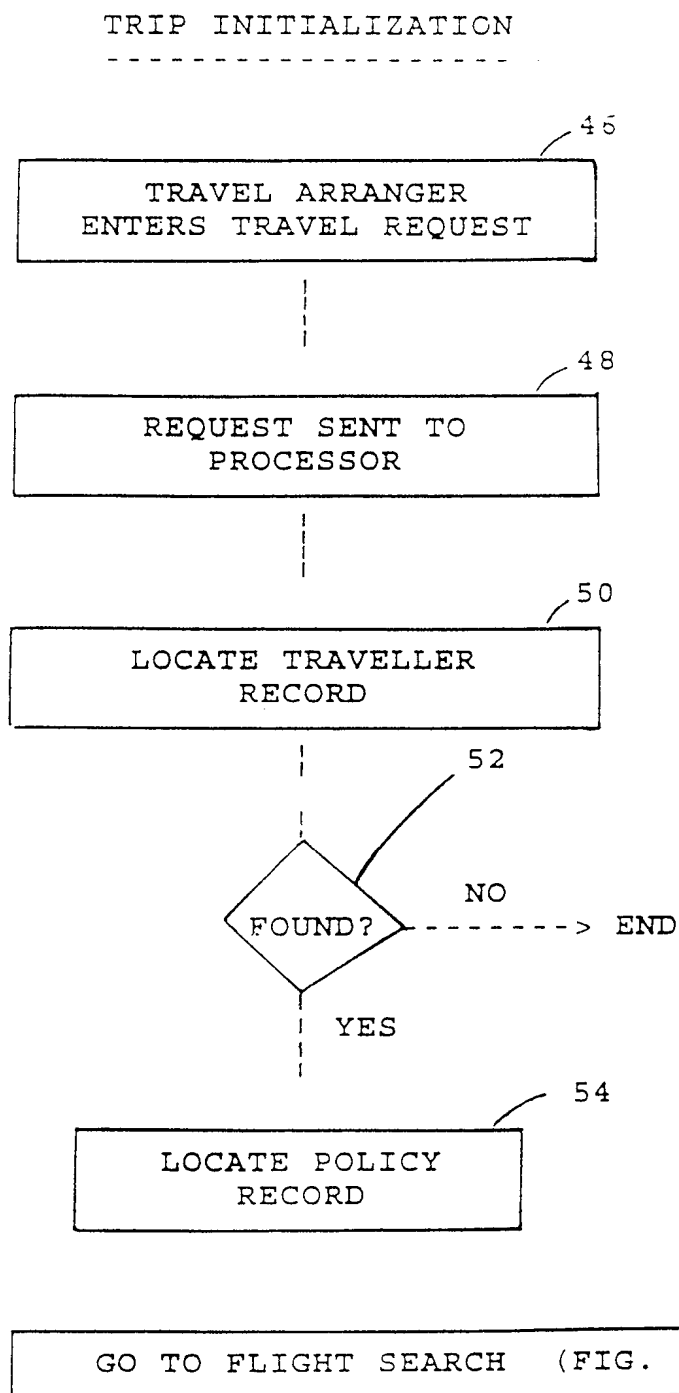 TRIP INITIALIZATION
46
TRAVEL ARRANGER
ENTERS TRAVEL REQUEST
48
REQUEST SENT TO
PROCESSOR
50
LOCATE TRAVELLER
RECORD
52
FOUND?
NO
END
YES
54
LOCATE POLICY
RECORD
GO TO FLIGHT SEARCH (FIG.